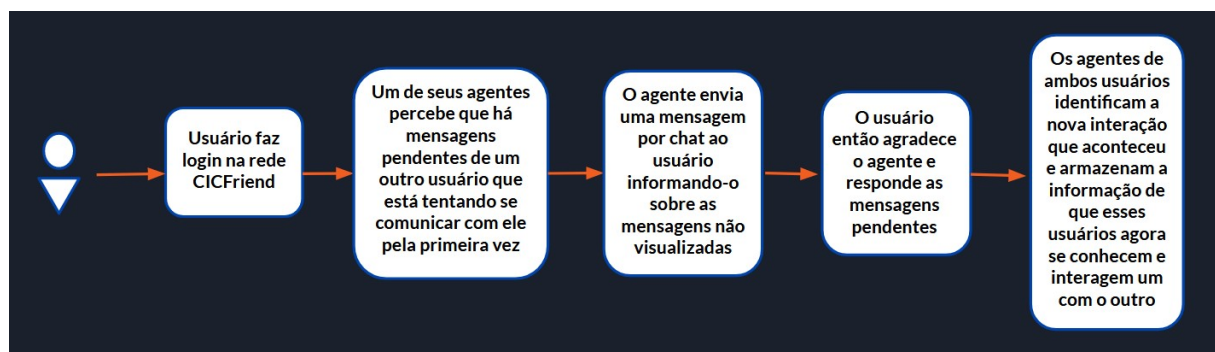 Usuário faz
login na rede
CICFriend
Um de seus agentes
percebe que há
mensagens
pendentes de um
outro usuário que
está tentando se
comunicar com ele
pela primeira vez
O agente envia
uma mensagem
por chat ao
usuário
informando-o
sobre as
mensagens não
visualizadas
O usuário
então agradece
o agente e
responde as
mensagens
pendentes
Os agentes de
ambos usuários
identificam a
nova interação
que aconteceu
e armazenam a
informação de
que esses
usuários agora
se conhecem e
interagem um
com o outro